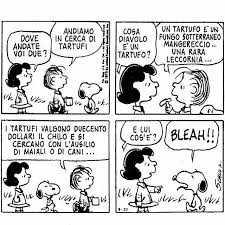 DOVE
ANDATE
VOI DUE?
ANDIAMO
IN CERCA DI
TARTUFI
COSA
DIAVOLO
E' UN
TARTUFO?
UN TARTUFO E' UN
FUNGO SOTTERRANEO
MANGERECCIO..
UNA RARA
LECCORNIA...
I TARTUFI VALGONO DUECENTO
DOLLARI IL CHILO E SI
CERCANO CON L'AUSILIO
DI MAIALI O DI CANI...
E LUI
COS'E'?
BLEAH!!
8-21